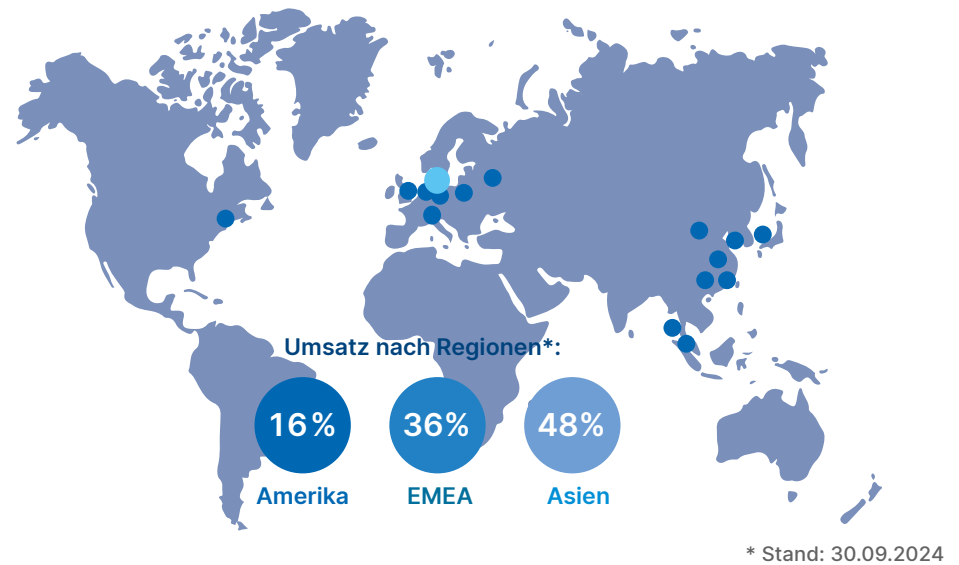 Umsatz nach Regionen*:
16% 36% 48%
Amerika EMEA Asien
* Stand: 30.09.2024